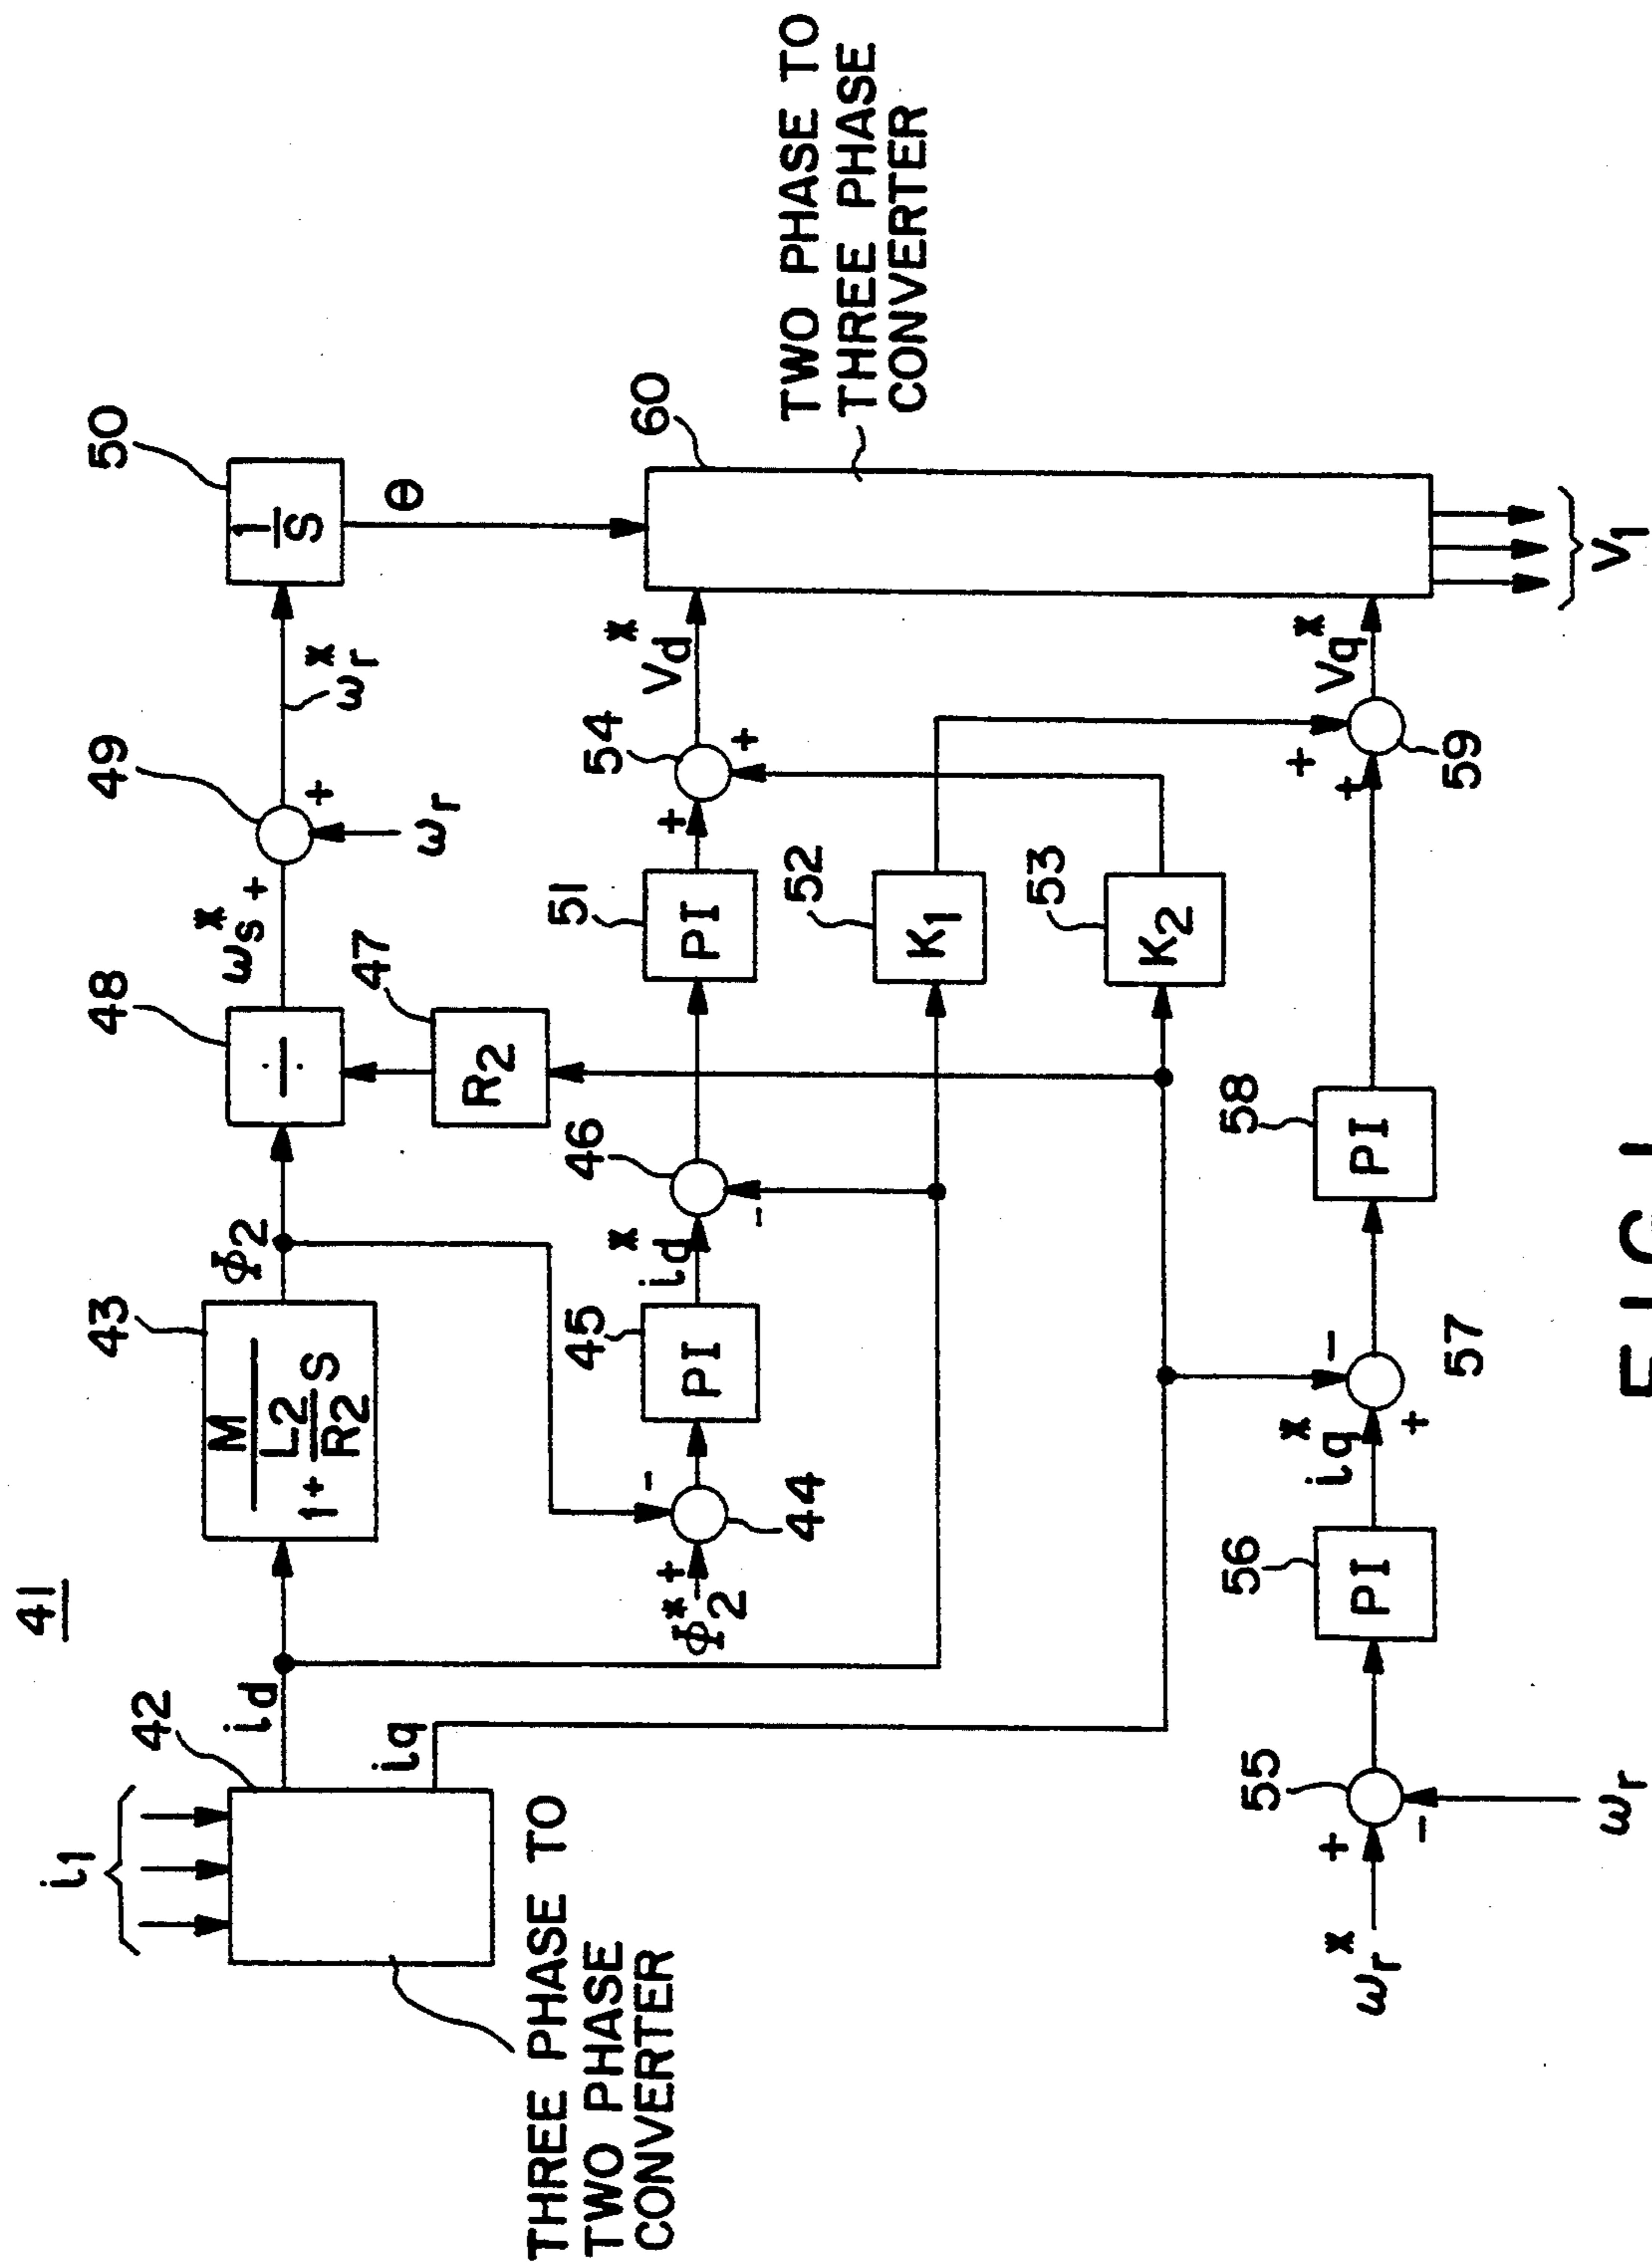 41
i1
42
THREE PHASE TO
TWO PHASE
CONVERTER
id
iq
43
M
1 + L2 S
R2
Φ2
48
÷
ωs*
+
49
+
ωr
ωr*
50
1
S
θ
47
R2
Φ2*
+
-
44
45
PI
id*
46
-
51
PI
+
54
+
Vd*
60
TWO PHASE TO
THREE PHASE
CONVERTER
52
K1
53
K2
ωr*
+
-
ωr
55
56
PI
iq*
-
+
57
58
PI
+
+
59
Vq*
V1